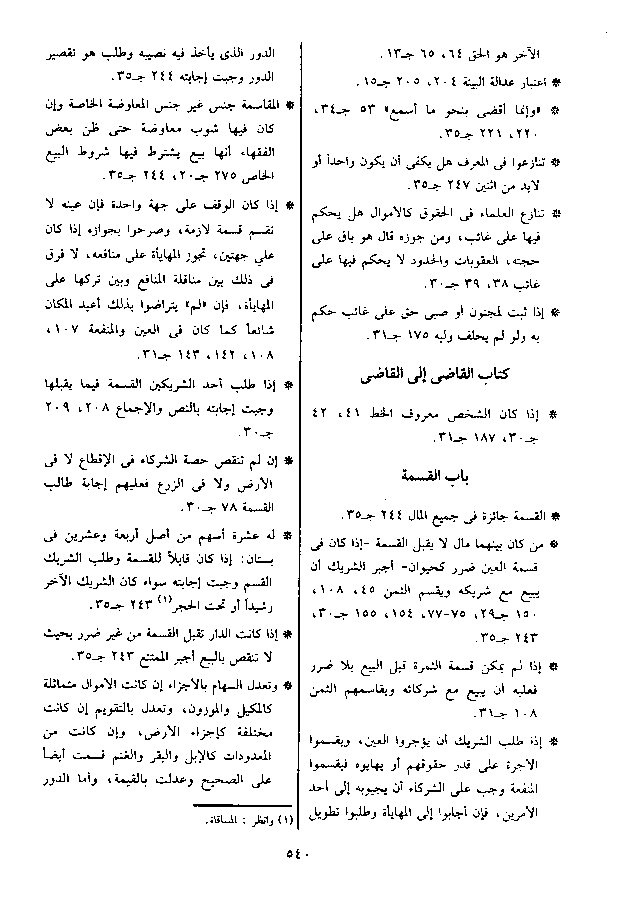 الآخر هو الحق ٦٤، ٦٥ جـ١٣.
* اعتبار عدالة البينة ٢٠٤، ٢٠٥ جـ١٥.
* «وإنما أقضى بنحو ما أسمع» ٥٣ جـ٣٤،
٢٢٠، ٢٢١ جـ٣٥.
* تنازعوا فى المعرف هل يكفى أن يكون واحداً أو
لابد من اثنين ٢٤٧ جـ٣٥.
* تنازع العلماء فى الحقوق كالأموال هل يحكم
فيها على غائب، ومن جوزه قال هو باق على
حجته، العقوبات والحدود لا يحكم فيها على
غائب ٣٨، ٣٩ جـ٣٠.
* إذا ثبت لمجنون أو صبى حق على غائب حكم
به ولو لم يحلف وليه ١٧٥ جـ٣١.
كتاب القاضى إلى القاضى
* إذا كان الشخص معروف الخط ٤١، ٤٢
جـ٣٠، ١٨٧ جـ٣١.
باب القسمة
* القسمة جائزة فى جميع المال ٢٤٤ جـ٣٥.
* من كان بينهما مال لا يقبل القسمة -إذا كان فى
قسمة العين ضرر كحيوان- أجبر الشريك أن
يبيع مع شريكه ويقسم الثمن ٤٥، ١٠٨،
١٥٠ جـ٢٩، ٧٥-٧٧، ١٥٤، ١٥٥ جـ٣٠،
٢٤٣ جـ٣٥.
* إذا لم يمكن قسمة الثمرة قبل البيع بلا ضرر
فعليه أن يبيع مع شركائه ويقاسمهم الثمن
١٠٨ جـ٣١.
* إذا طلب الشريك أن يؤجروا العين، ويقسموا
الأجرة على قدر حقوقهم أو يهايوه فيقسموا
المنفعة وجب على الشركاء أن يجيبوه إلى أحد
الأمرين، فإن أجابوا إلى المهايأة وطلبوا تطويل
الدور الذى يأخذ فيه نصيبه وطلب هو تقصير
الدور وجبت إجابته ٢٤٤ جـ٣٥.
* المقاسمة جنس غير جنس المعاوضة الخاصة وإن
كان فيها شوب معاوضة حتى ظن بعض
الفقهاء أنها بيع يشترط فيها شروط البيع
الخاص ٢٧٥ جـ٢٠، ٢٤٤ جـ٣٥.
* إذا كان الوقف على جهة واحدة فإن عينه لا
تقسم قسمة لازمة، وصرحوا بجوازه إذا كان
على جهتين، تجوز المهايأة على منافعه، لا فرق
فى ذلك بين مناقلة المنافع وبين تركها على
المهايأة، فإن «لم» يتراضوا بذلك أعيد المكان
شائعاً كما كان فى العين والمنفعة ١٠٧،
١٠٨، ١٤٢، ١٤٣ جـ٣١.
* إذا طلب أحد الشريكين القسمة فيما يقبلها
وجبت إجابته بالنص والإجماع ٢٠٨، ٢٠٩
جـ٣٠.
* إن لم تنقص حصة الشركاء فى الإقطاع لا فى
الأرض ولا فى الزرع فعليهم إجابة طالب
القسمة ٧٨ جـ٣٠.
* له عشرة أسهم من أصل أربعة وعشرين فى
بستان: إذا كان قابلاً للقسمة وطلب الشريك
القسم وجبت إجابته سواء كان الشريك الآخر
رشيداً أو تحت الحجر(١) ٢٤٣ جـ٣٥.
* إذا كانت الدار تقبل القسمة من غير ضرر بحيث
لا تنقص بالبيع أجبر الممتنع ٢٤٣ جـ٣٥.
* وتعدل السهام بالأجزاء إن كانت الأموال متماثلة
كالمكيل والموزون، وتعدل بالتقويم إن كانت
مختلفة كإجزاء الأرض، وإن كانت من
المعدودات كالإبل والبقر والغنم قسمت أيضاً
على الصحيح وعدلت بالقيمة، وأما الدور
(١) وانظر : المساقاة.
٥٤٠